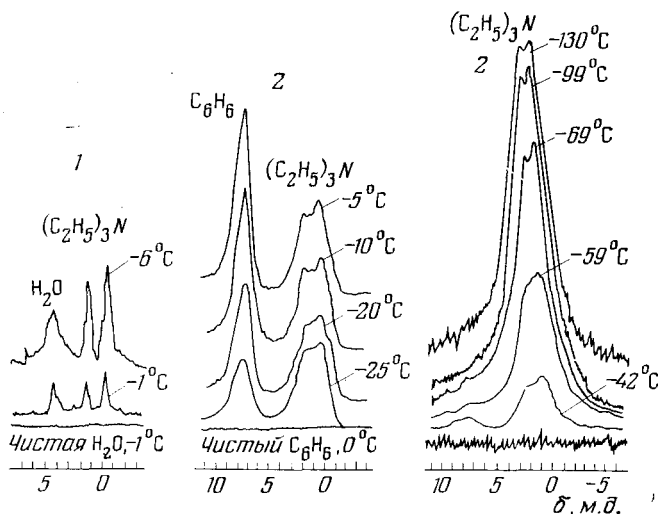 1
(C₂H₅)₃N
H₂O
-6°C
-1°C
Чистая H₂O, -1°C
5 0
2
C₆H₆
(C₂H₅)₃N
-5°C
-10°C
-20°C
-25°C
Чистый C₆H₆, 0°C
10 5 0
(C₂H₅)₃N
2
-130°C
-99°C
-69°C
-59°C
-42°C
10 5 0 -5
δ, м.д.